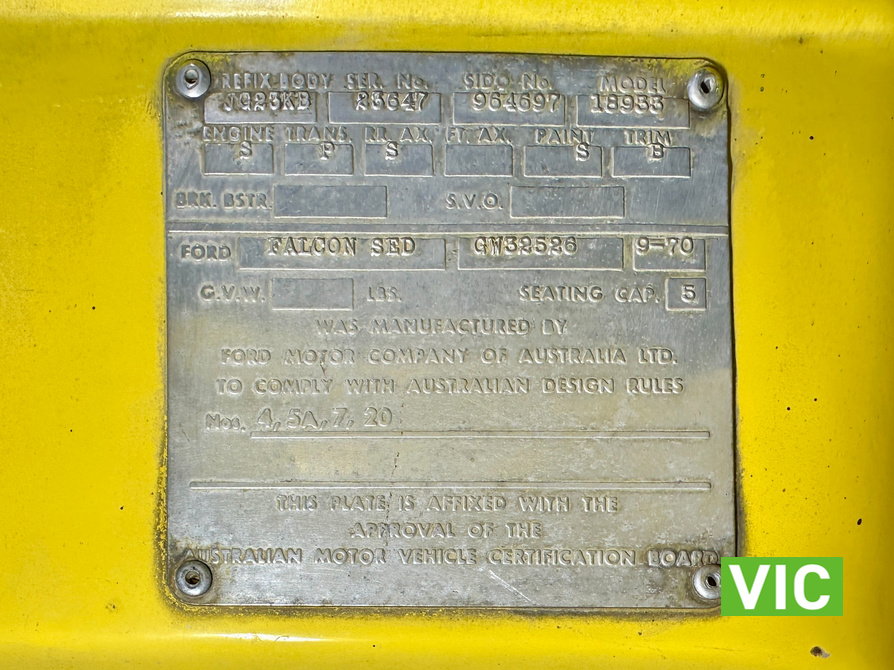 PREFIX-BODY SER. No. SIDO No. MODEL
JG23KB 23647 964697 18933
ENGINE TRANS. RR. AX. FT. AX. PAINT TRIM
S P S S B
BRK. BSTR. S.V.O.
FORD FALCON SED GW32526 9-70
G.V.W. LBS. SEATING CAP. 5
WAS MANUFACTURED BY
FORD MOTOR COMPANY OF AUSTRALIA LTD.
TO COMPLY WITH AUSTRALIAN DESIGN RULES
Nos. 4, 5A, 7, 20
THIS PLATE IS AFFIXED WITH THE
APPROVAL OF THE
AUSTRALIAN MOTOR VEHICLE CERTIFICATION BOARD
VIC